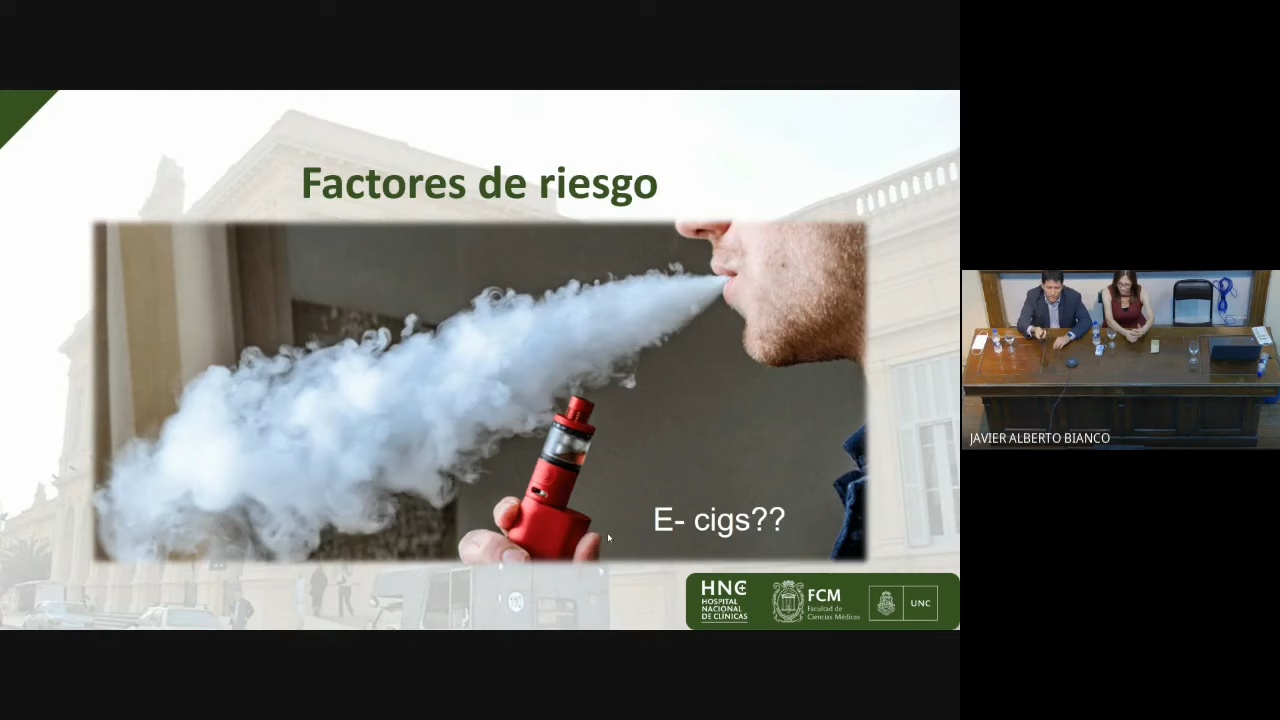 Factores de riesgo
E- cigs??
HNC
HOSPITAL
NACIONAL
DE CLÍNICAS
FCM
Facultad de
Ciencias Médicas
UNC
JAVIER ALBERTO BIANCO